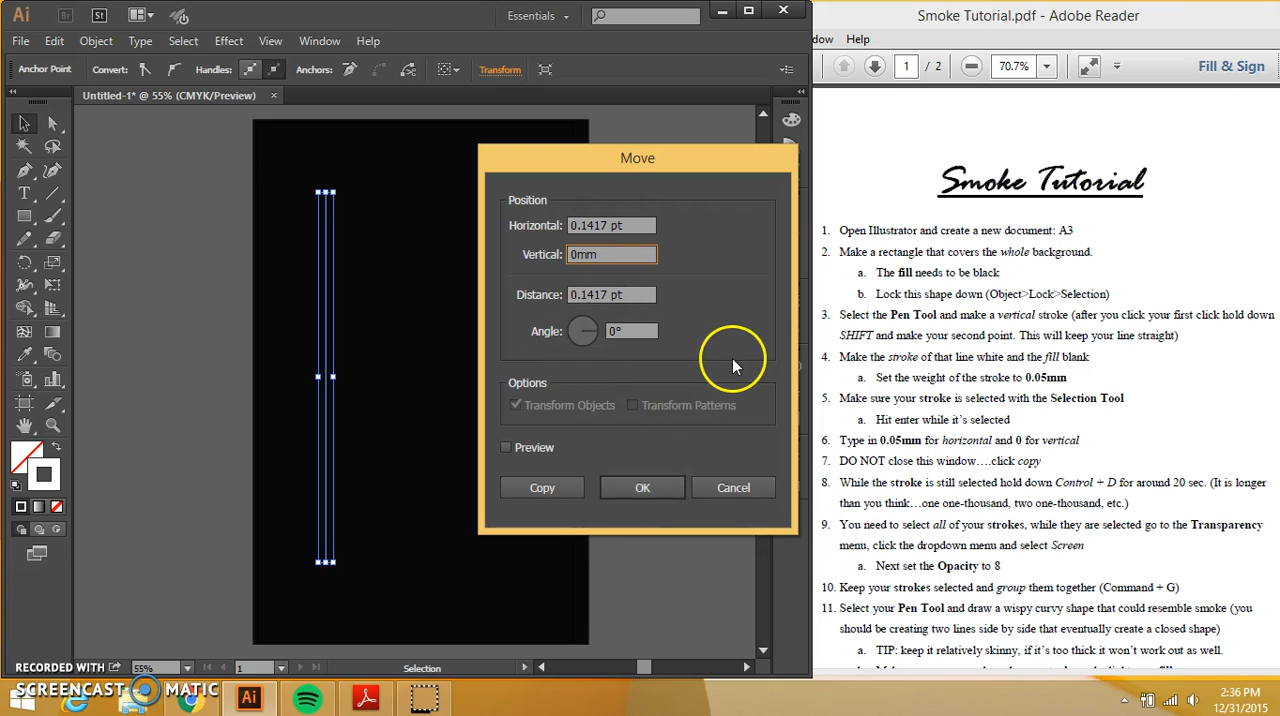 Ai Br St Essentials
Smoke Tutorial.pdf - Adobe Reader
File Edit Object Type Select Effect View Window Help
dow Help
Anchor Point Convert: Handles: Anchors: Transform
1 / 2 70.7% Fill & Sign
Untitled-1* @ 55% (CMYK/Preview) ×
Move
Position
Horizontal: 0.1417 pt
Vertical: 0mm
Distance: 0.1417 pt
Angle: 0°
Options
Transform Objects Transform Patterns
Preview
Copy OK Cancel
Smoke Tutorial
1. Open Illustrator and create a new document: A3
2. Make a rectangle that covers the whole background.
a. The fill needs to be black
b. Lock this shape down (Object>Lock>Selection)
3. Select the Pen Tool and make a vertical stroke (after you click your first click hold down
SHIFT and make your second point. This will keep your line straight)
4. Make the stroke of that line white and the fill blank
a. Set the weight of the stroke to 0.05mm
5. Make sure your stroke is selected with the Selection Tool
a. Hit enter while it's selected
6. Type in 0.05mm for horizontal and 0 for vertical
7. DO NOT close this window….click copy
8. While the stroke is still selected hold down Control + D for around 20 sec. (It is longer
than you think…one one-thousand, two one-thousand, etc.)
9. You need to select all of your strokes, while they are selected go to the Transparency
menu, click the dropdown menu and select Screen
a. Next set the Opacity to 8
10. Keep your strokes selected and group them together (Command + G)
11. Select your Pen Tool and draw a wispy curvy shape that could resemble smoke (you
should be creating two lines side by side that eventually create a closed shape)
a. TIP: keep it relatively skinny, if it's too thick it won't work out as well.
55% 1 Selection
RECORDED WITH
SCREENCAST MATIC
Ai
2:36 PM
12/31/2015